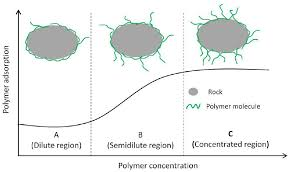 Polymer adsorption
Rock
Polymer molecule
A
(Dilute region)
B
(Semidilute region)
C
(Concentrated region)
Polymer concentration